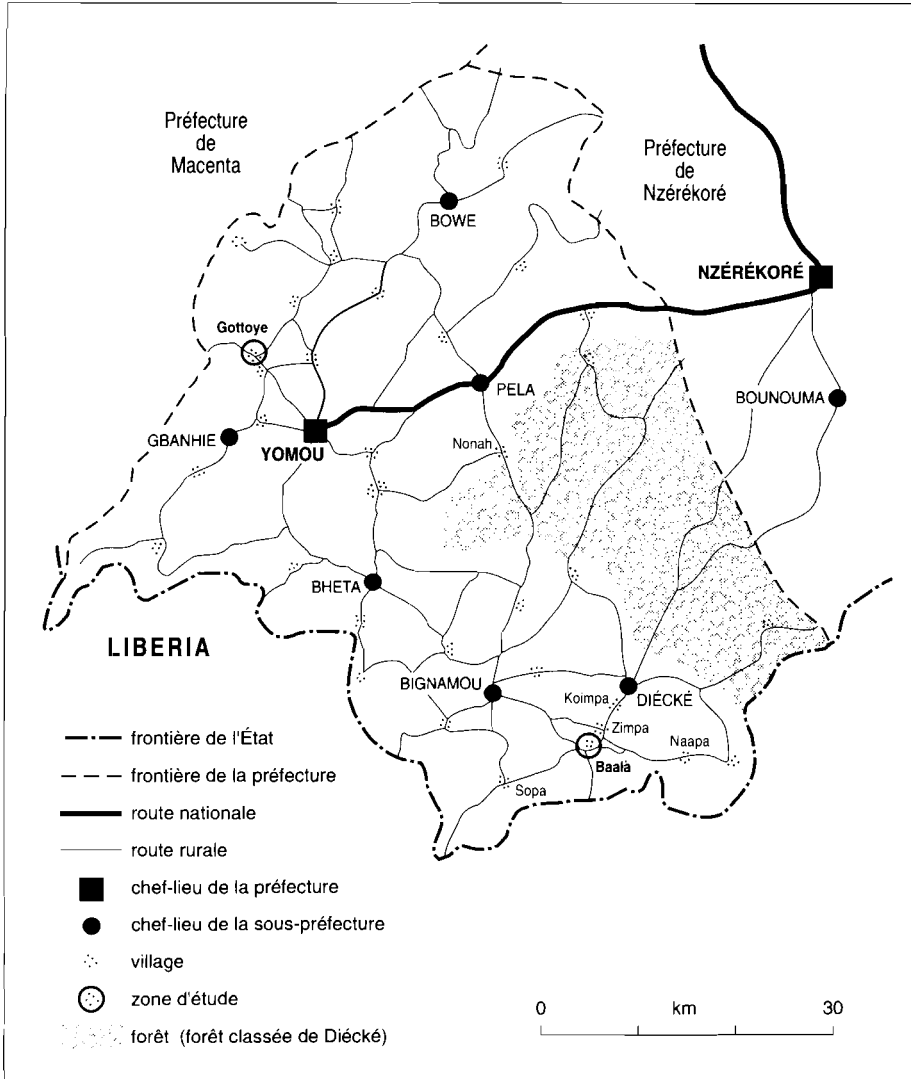 Préfecture
de
Macenta
Préfecture
de
Nzérékoré
BOWE
NZÉRÉKORÉ
Gottoye
PELA
BOUNOUMA
GBANHIE
YOMOU
Nonah
BHETA
LIBERIA
BIGNAMOU
Koimpa
DIÉCKÉ
Zimpa
Naapa
Baala
Sopa
frontière de l'État
frontière de la préfecture
route nationale
route rurale
chef-lieu de la préfecture
chef-lieu de la sous-préfecture
village
zone d'étude
forêt (forêt classée de Diécké)
0 km 30